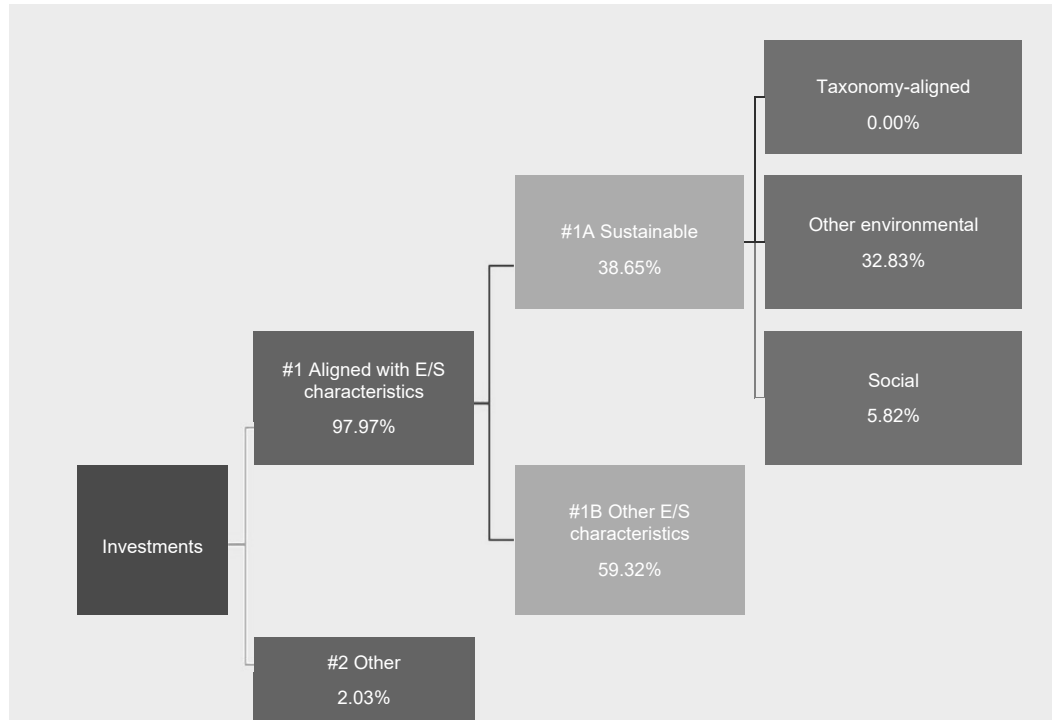 Taxonomy-aligned
0.00%
#1A Sustainable
38.65%
Other environmental
32.83%
#1 Aligned with E/S
characteristics
97.97%
Social
5.82%
Investments
#1B Other E/S
characteristics
59.32%
#2 Other
2.03%